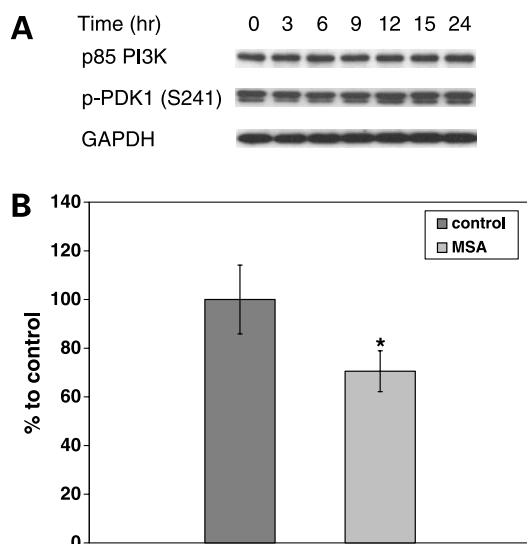 A
Time (hr) 0 3 6 9 12 15 24
p85 PI3K
p-PDK1 (S241)
GAPDH
B
140
120
100
80
60
40
20
0
% to control
control
MSA
*